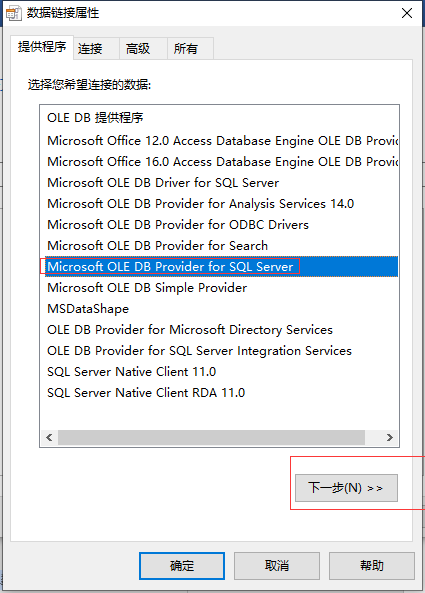 数据链接属性
提供程序 连接 高级 所有
选择您希望连接的数据:
OLE DB 提供程序
Microsoft Office 12.0 Access Database Engine OLE DB Provi
Microsoft Office 16.0 Access Database Engine OLE DB Provi
Microsoft OLE DB Driver for SQL Server
Microsoft OLE DB Provider for Analysis Services 14.0
Microsoft OLE DB Provider for ODBC Drivers
Microsoft OLE DB Provider for Search
Microsoft OLE DB Provider for SQL Server
Microsoft OLE DB Simple Provider
MSDataShape
OLE DB Provider for Microsoft Directory Services
OLE DB Provider for SQL Server Integration Services
SQL Server Native Client 11.0
SQL Server Native Client RDA 11.0
下一步(N) >>
确定 取消 帮助